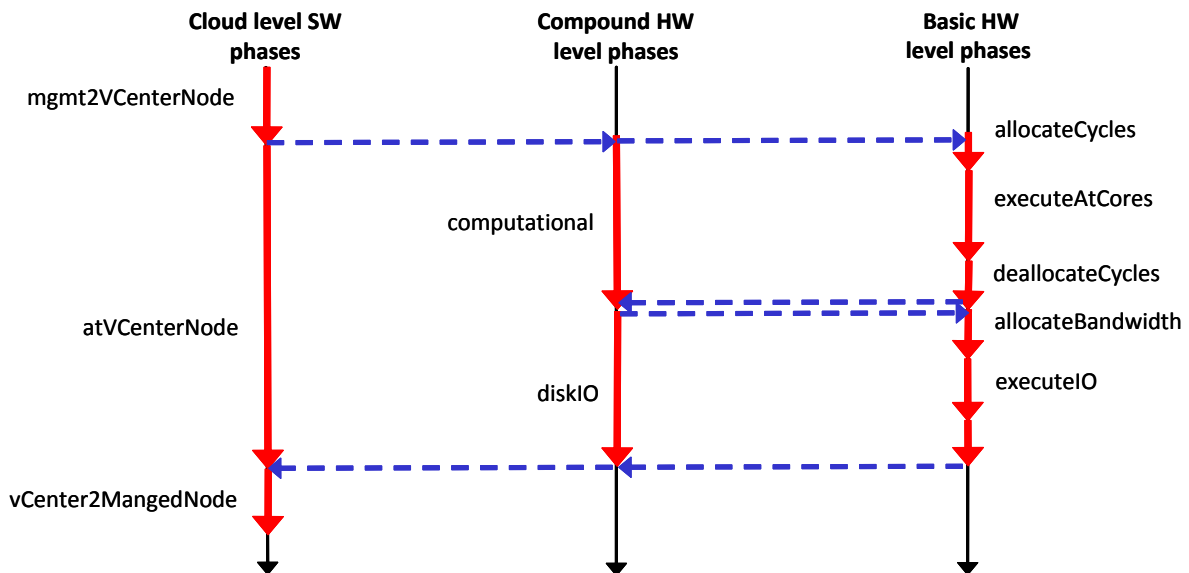 Cloud level SW
phases
Compound HW
level phases
Basic HW
level phases
mgmt2VCenterNode
allocateCycles
executeAtCores
computational
deallocateCycles
atVCenterNode
allocateBandwidth
executeIO
diskIO
vCenter2MangedNode